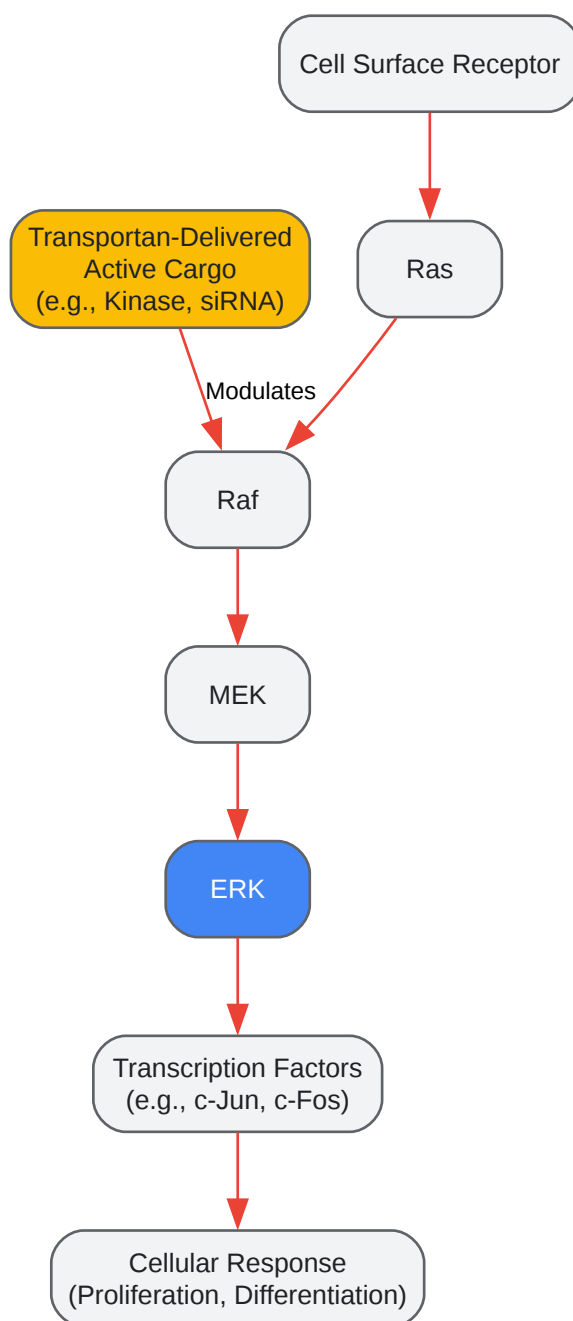 Cell Surface Receptor
Transportan-Delivered
Active Cargo
(e.g., Kinase, siRNA)
Ras
Modulates
Raf
MEK
ERK
Transcription Factors
(e.g., c-Jun, c-Fos)
Cellular Response
(Proliferation, Differentiation)